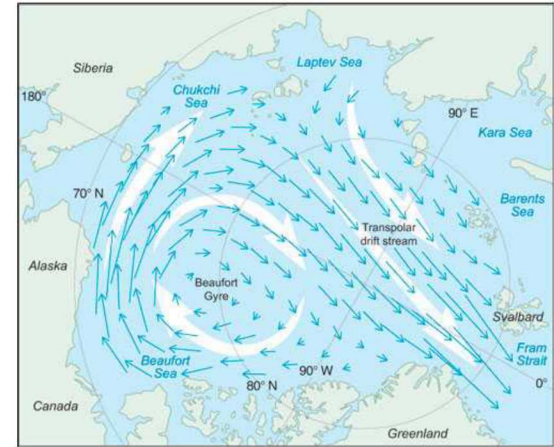 Laptev Sea
Siberia
Chukchi
Sea
180°
90° E
Kara Sea
70° N
Barents
Sea
Transpolar
drift stream
Alaska
Beaufort
Gyre
Svalbard
Fram
Strait
Beaufort
Sea
90° W
80° N
0°
Canada
Greenland